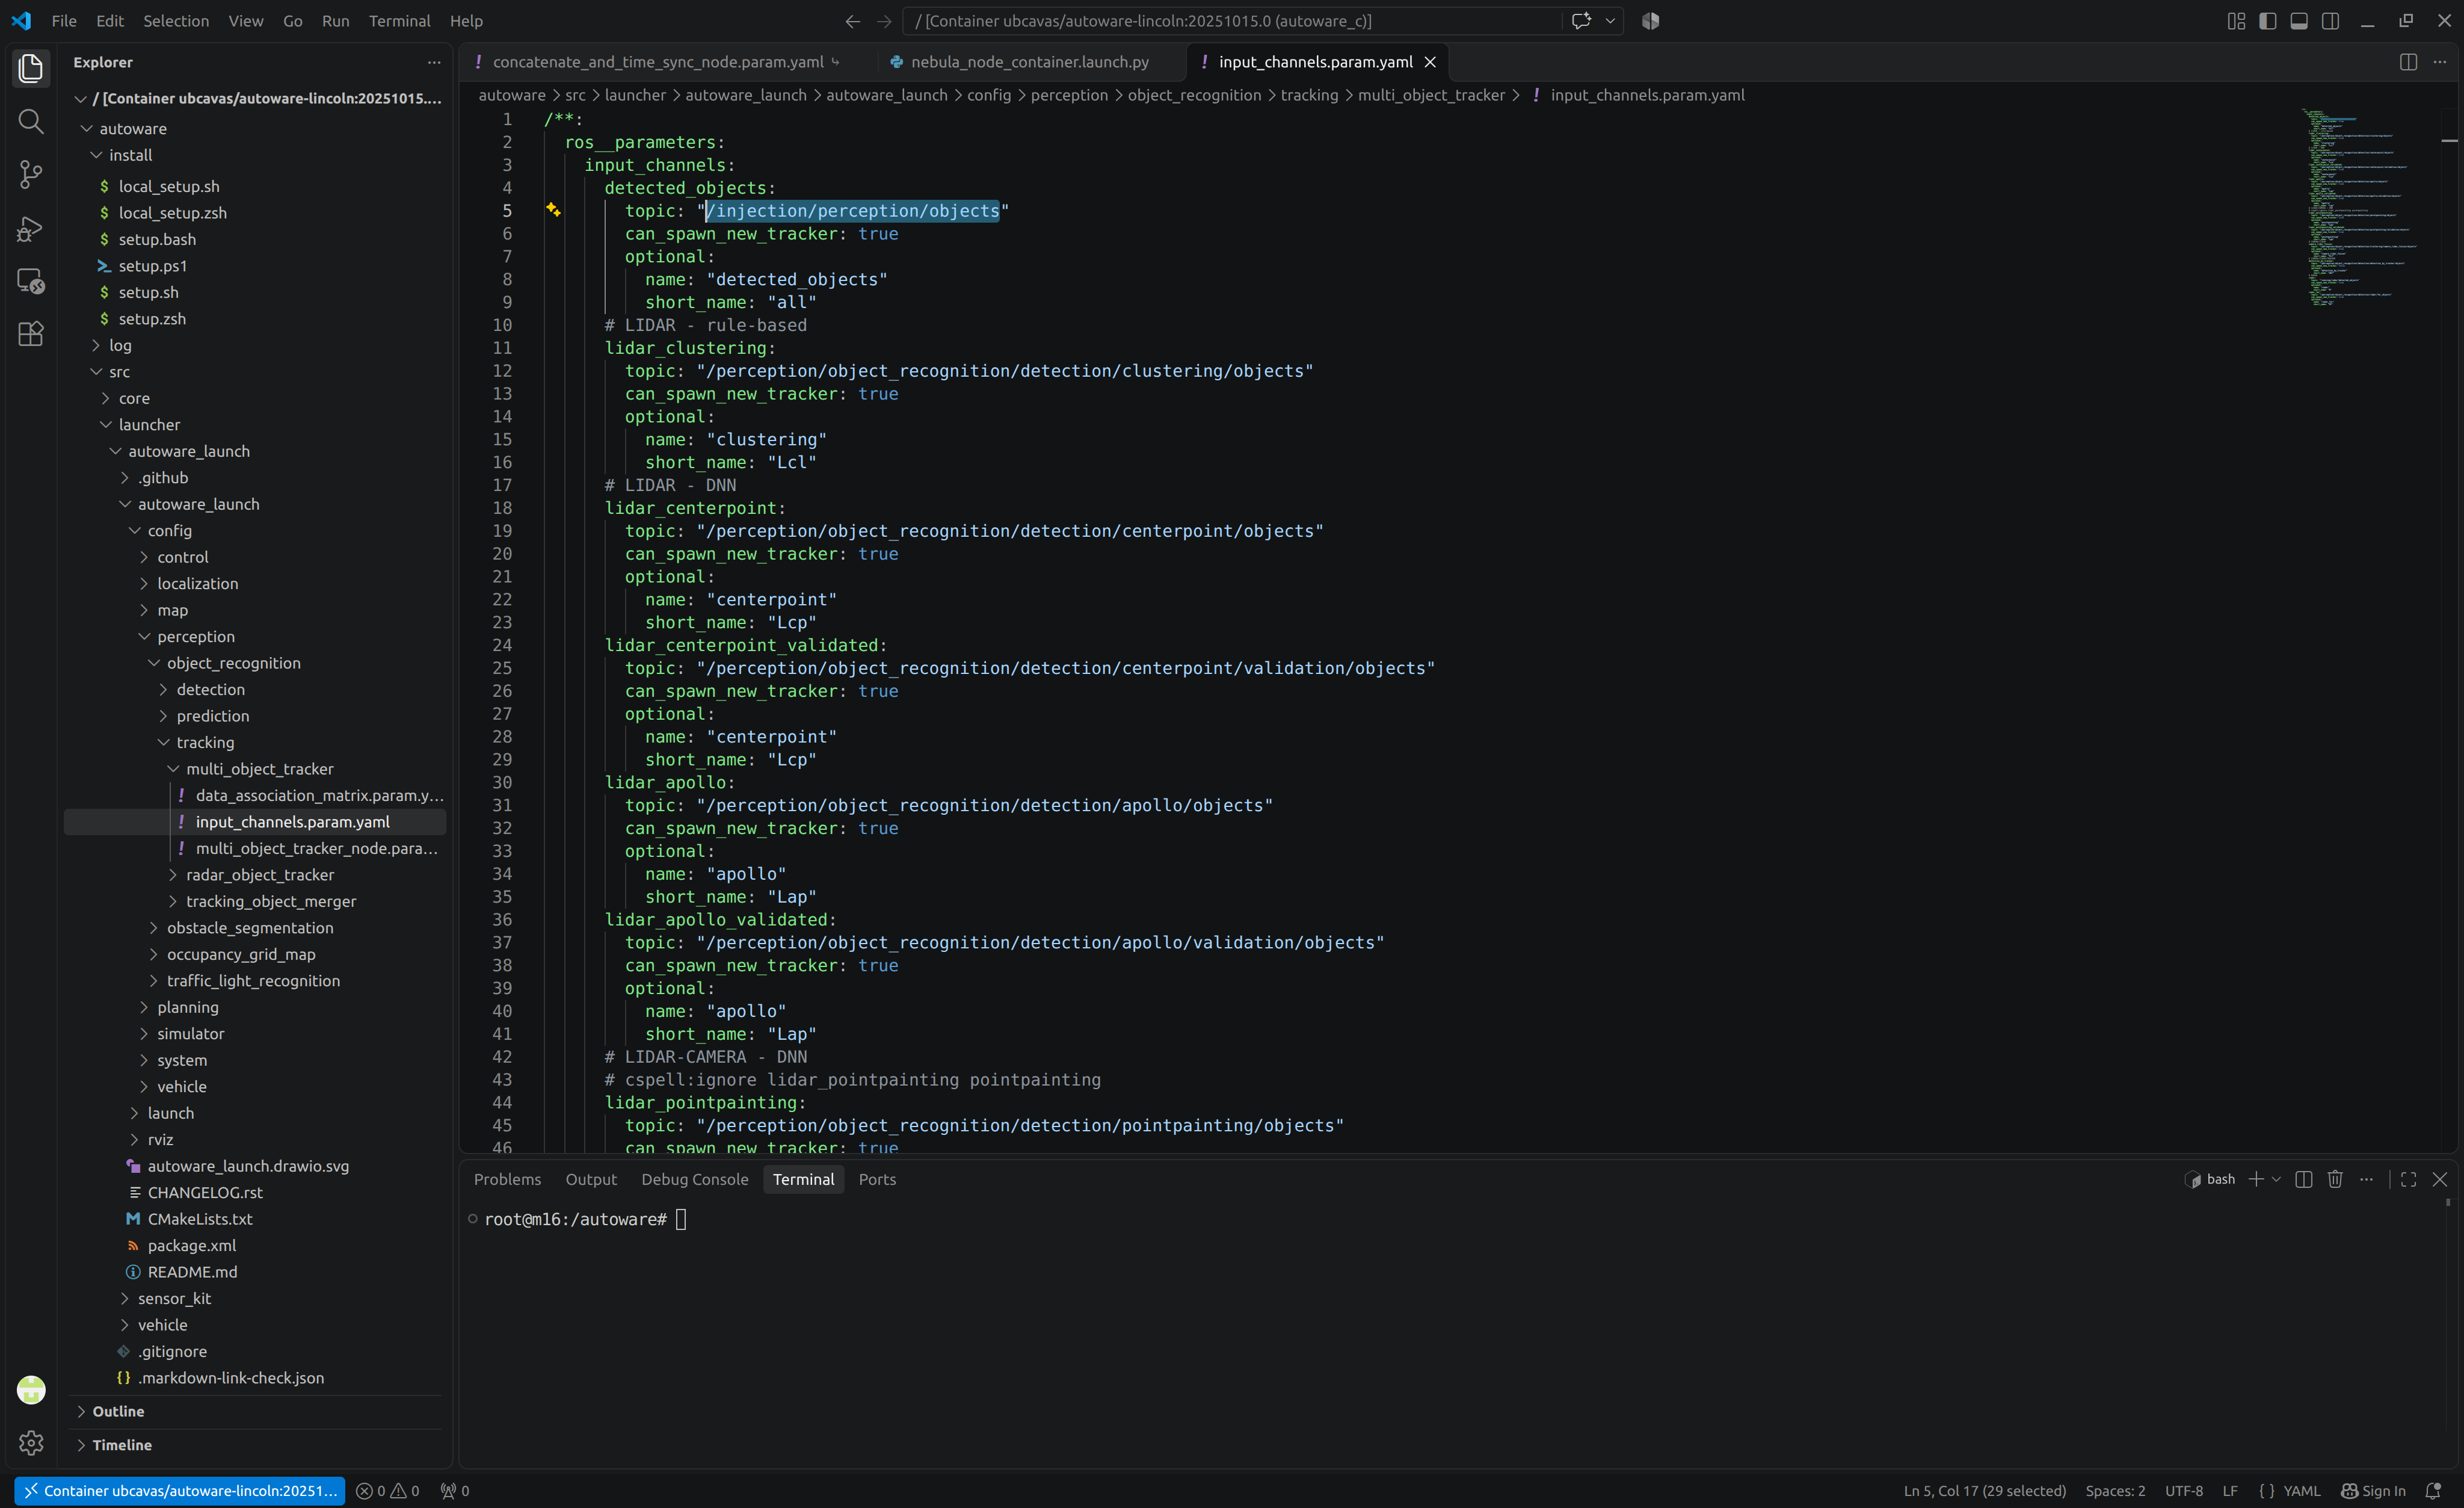 File Edit Selection View Go Run Terminal Help
/ [Container ubcavas/autoware-lincoln:20251015.0 (autoware_c)]
Explorer
/ [Container ubcavas/autoware-lincoln:20251015....
autoware
install
local_setup.sh
local_setup.zsh
setup.bash
setup.ps1
setup.sh
setup.zsh
log
src
core
launcher
autoware_launch
.github
autoware_launch
config
control
localization
map
perception
object_recognition
detection
prediction
tracking
multi_object_tracker
data_association_matrix.param.y...
input_channels.param.yaml
multi_object_tracker_node.para...
radar_object_tracker
tracking_object_merger
obstacle_segmentation
occupancy_grid_map
traffic_light_recognition
planning
simulator
system
vehicle
launch
rviz
autoware_launch.drawio.svg
CHANGELOG.rst
CMakeLists.txt
package.xml
README.md
sensor_kit
vehicle
.gitignore
.markdown-link-check.json
Outline
Timeline
concatenate_and_time_sync_node.param.yaml nebula_node_container.launch.py input_channels.param.yaml
autoware > src > launcher > autoware_launch > autoware_launch > config > perception > object_recognition > tracking > multi_object_tracker > ! input_channels.param.yaml
1 /**:
2 ros__parameters:
3 input_channels:
4 detected_objects:
5 topic: "/injection/perception/objects"
6 can_spawn_new_tracker: true
7 optional:
8 name: "detected_objects"
9 short_name: "all"
10 # LIDAR - rule-based
11 lidar_clustering:
12 topic: "/perception/object_recognition/detection/clustering/objects"
13 can_spawn_new_tracker: true
14 optional:
15 name: "clustering"
16 short_name: "Lcl"
17 # LIDAR - DNN
18 lidar_centerpoint:
19 topic: "/perception/object_recognition/detection/centerpoint/objects"
20 can_spawn_new_tracker: true
21 optional:
22 name: "centerpoint"
23 short_name: "Lcp"
24 lidar_centerpoint_validated:
25 topic: "/perception/object_recognition/detection/centerpoint/validation/objects"
26 can_spawn_new_tracker: true
27 optional:
28 name: "centerpoint"
29 short_name: "Lcp"
30 lidar_apollo:
31 topic: "/perception/object_recognition/detection/apollo/objects"
32 can_spawn_new_tracker: true
33 optional:
34 name: "apollo"
35 short_name: "Lap"
36 lidar_apollo_validated:
37 topic: "/perception/object_recognition/detection/apollo/validation/objects"
38 can_spawn_new_tracker: true
39 optional:
40 name: "apollo"
41 short_name: "Lap"
42 # LIDAR-CAMERA - DNN
43 # cspell:ignore lidar_pointpainting pointpainting
44 lidar_pointpainting:
45 topic: "/perception/object_recognition/detection/pointpainting/objects"
46 can_spawn_new_tracker: true
Problems Output Debug Console Terminal Ports
bash
root@m16:/autoware#
Container ubcavas/autoware-lincoln:20251... 0 0 0
Ln 5, Col 17 (29 selected) Spaces: 2 UTF-8 LF {} YAML Sign In